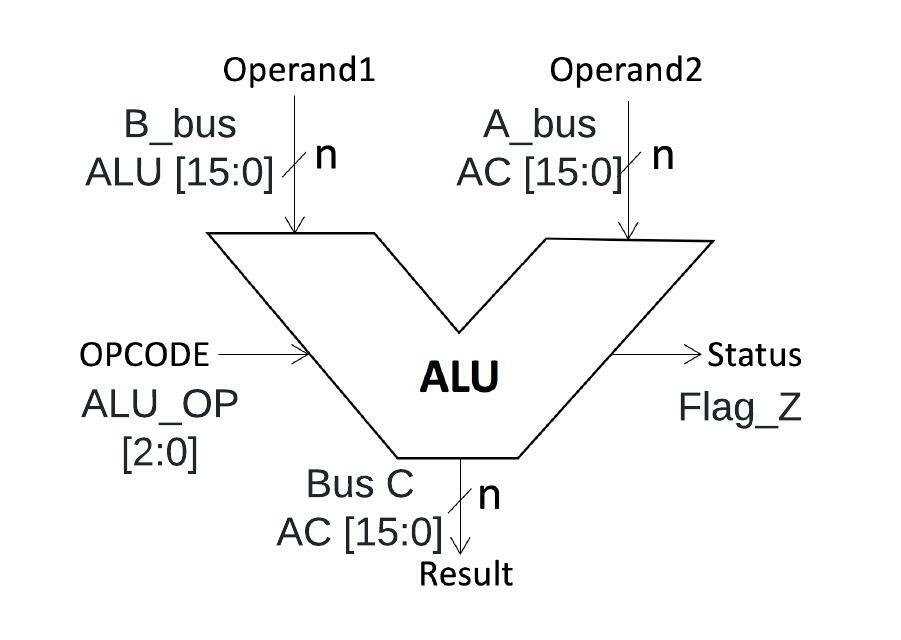 Operand1
B_bus
ALU [15:0]
n
Operand2
A_bus
AC [15:0]
n
OPCODE
ALU_OP
[2:0]
ALU
Status
Flag_Z
Bus C
AC [15:0]
n
Result